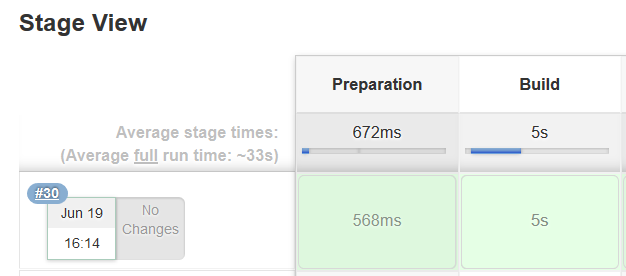 Stage View
Preparation
Build
Average stage times:
(Average full run time: ~33s)
672ms
5s
#30
Jun 19
16:14
No
Changes
568ms
5s